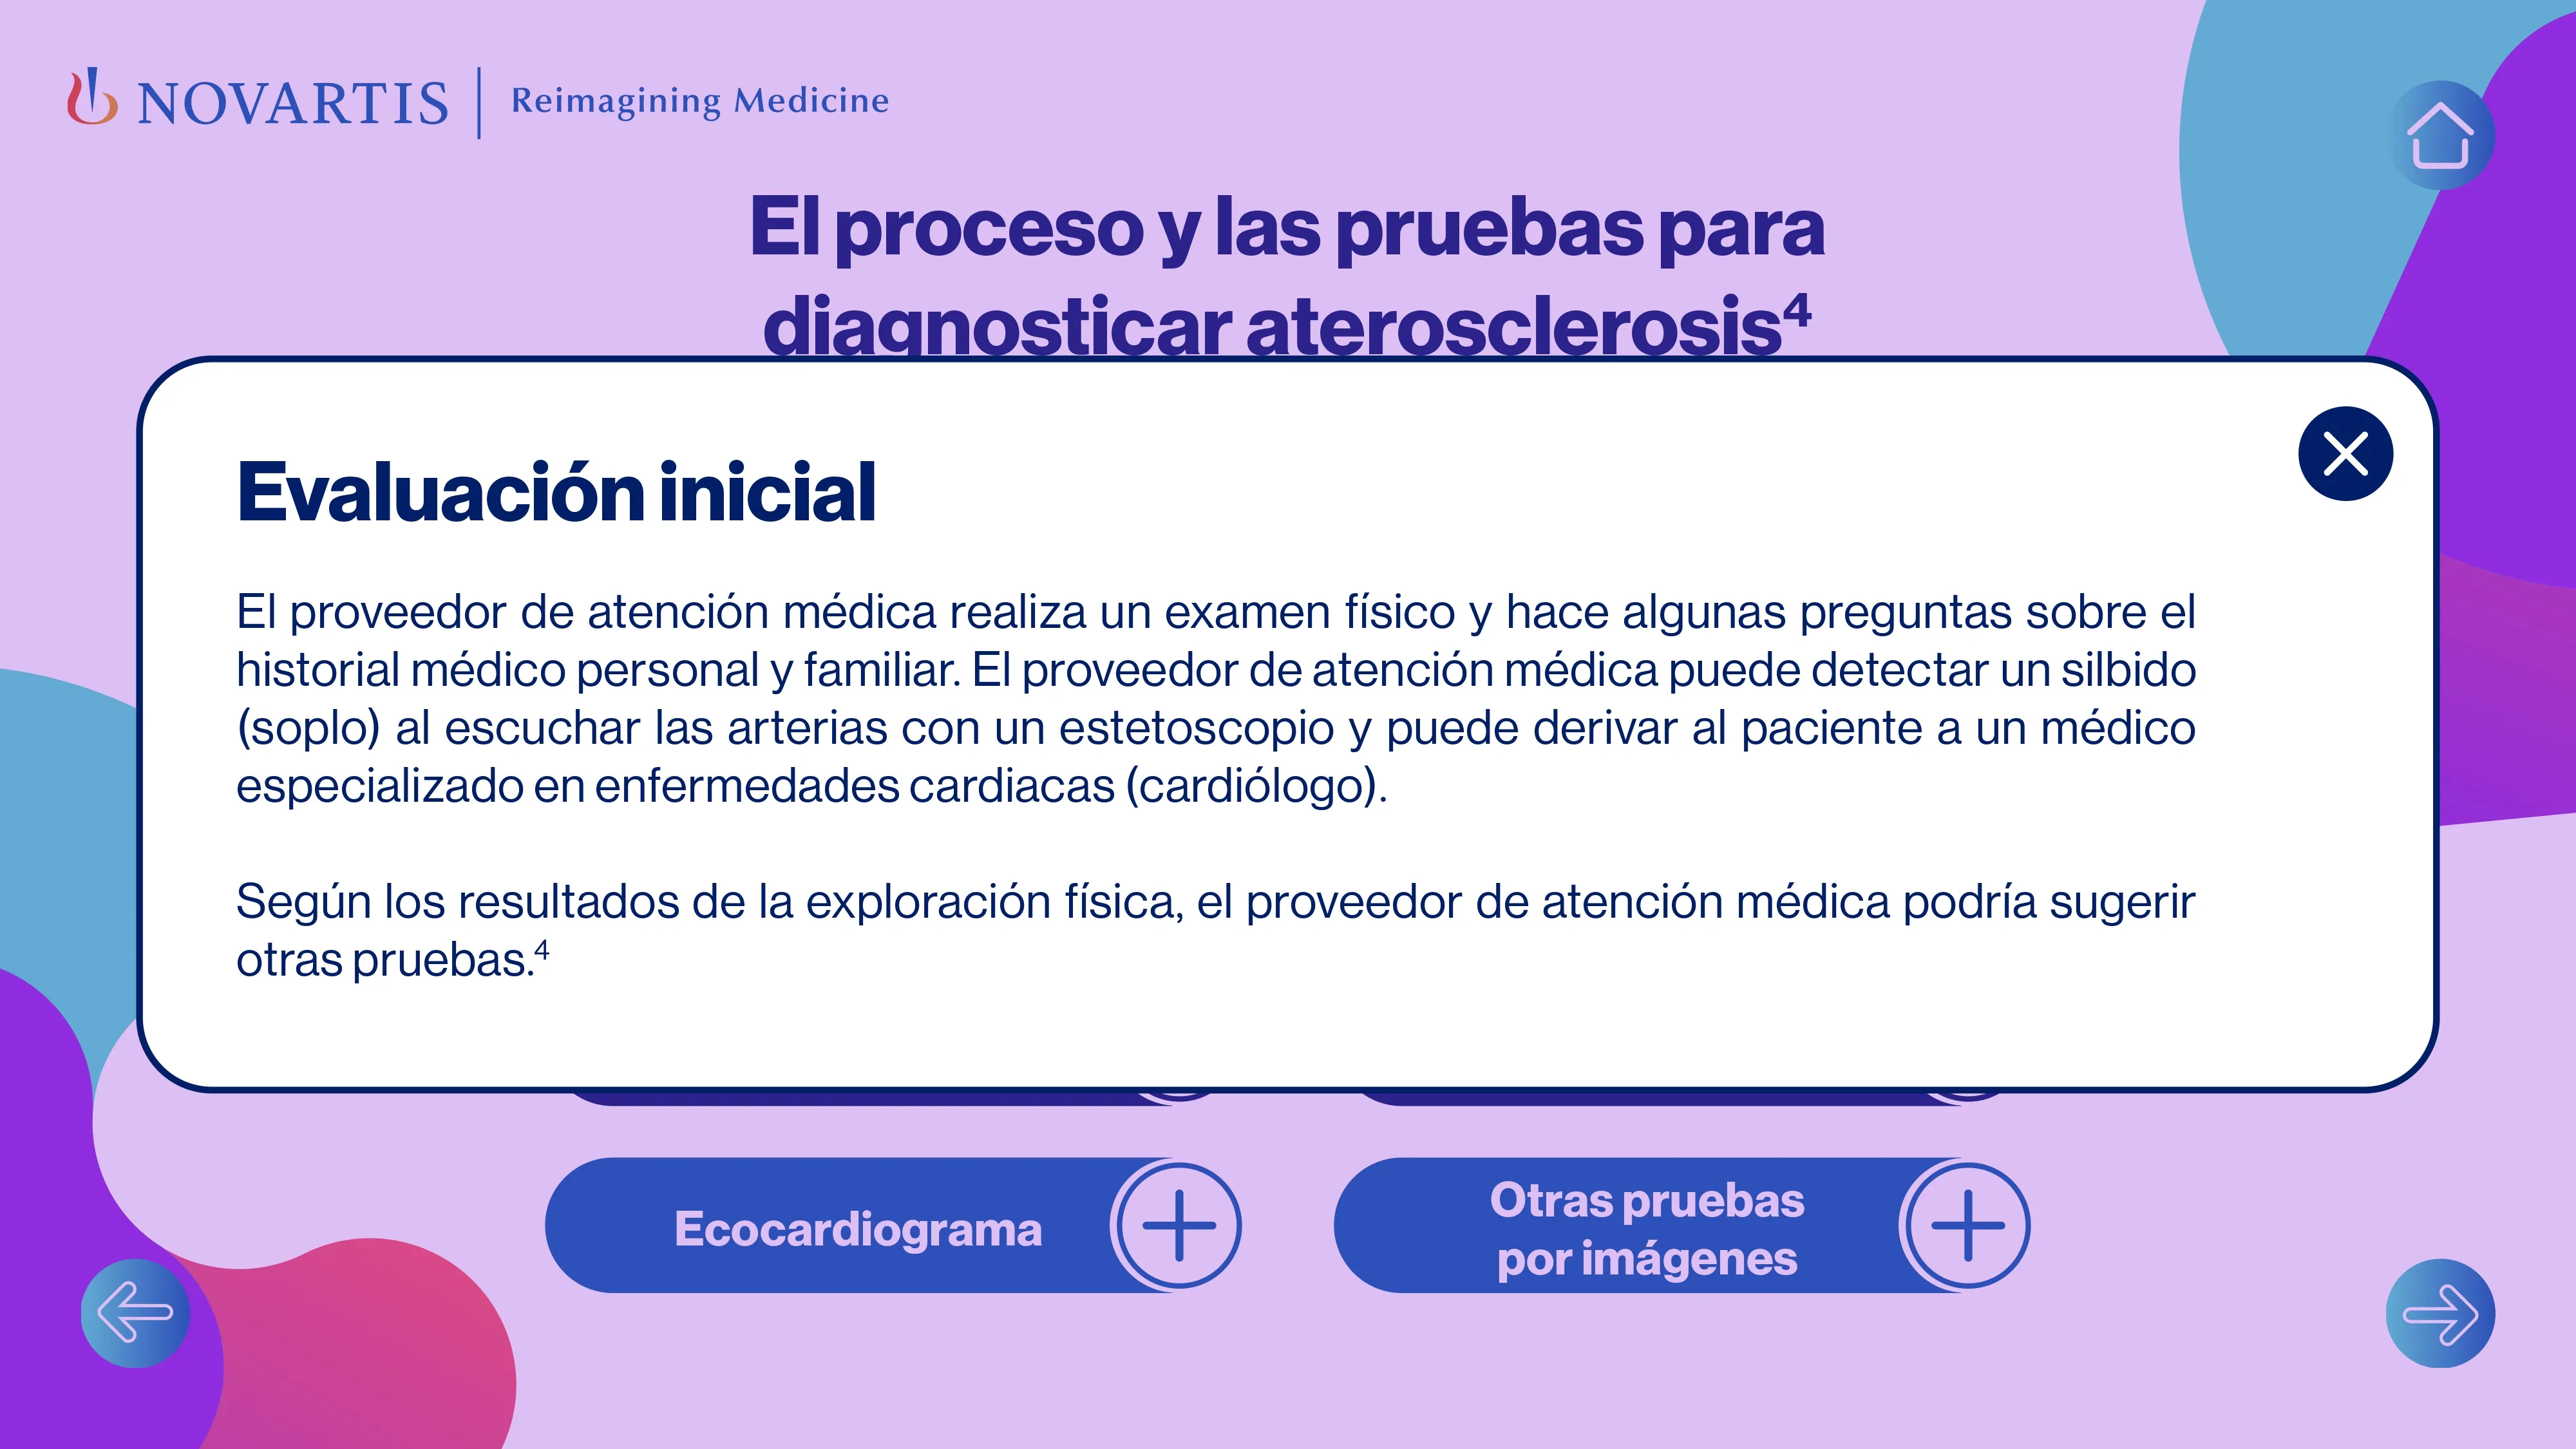 NOVARTIS | Reimagining Medicine
El proceso y las pruebas para
diagnosticar aterosclerosis⁴
Evaluación inicial
El proveedor de atención médica realiza un examen físico y hace algunas preguntas sobre el
historial médico personal y familiar. El proveedor de atención médica puede detectar un silbido
(soplo) al escuchar las arterias con un estetoscopio y puede derivar al paciente a un médico
especializado en enfermedades cardiacas (cardiólogo).
Según los resultados de la exploración física, el proveedor de atención médica podría sugerir
otras pruebas.⁴
Ecocardiograma
Otras pruebas
por imágenes